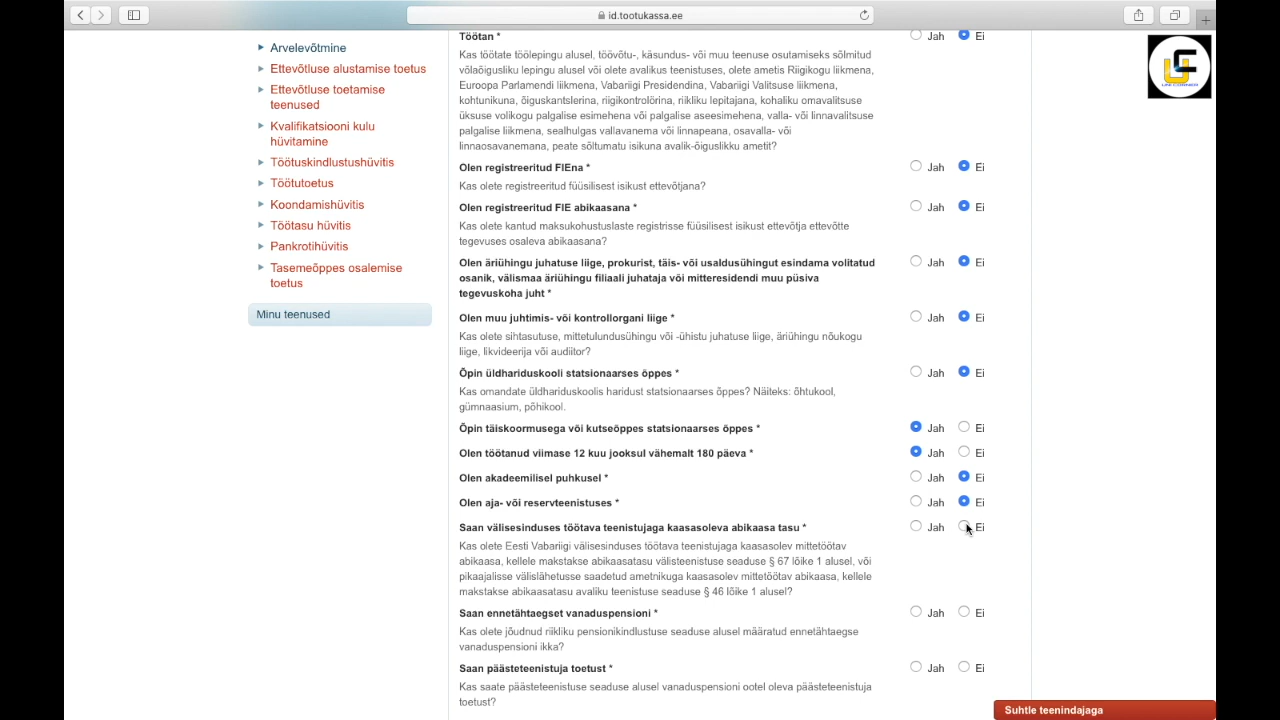 id.tootukassa.ee
Arvelevõtmine
Ettevõtluse alustamise toetus
Ettevõtluse toetamise
teenused
Kvalifikatsiooni kulu
hüvitamine
Töötuskindlustushüvitis
Töötutoetus
Koondamishüvitis
Töötasu hüvitis
Pankrotihüvitis
Tasemeõppes osalemise
toetus
Minu teenused
Töötan * Jah Ei
Kas töötate töölepingu alusel, töövõtu-, käsundus- või muu teenuse osutamiseks sõlmitud
võlaõigusliku lepingu alusel või olete avalikus teenistuses, olete ametis Riigikogu liikmena,
Euroopa Parlamendi liikmena, Vabariigi Presidendina, Vabariigi Valitsuse liikmena,
kohtunikuna, õiguskantslerina, riigikontrolörina, riikliku lepitajana, kohaliku omavalitsuse
üksuse volikogu palgalise esimehena või palgalise aseesimehena, valla- või linnavalitsuse
palgalise liikmena, sealhulgas vallavanema või linnapeana, osavalla- või
linnaosavanemana, peate sõltumatu isikuna avalik-õiguslikku ametit?
Olen registreeritud FIEna * Jah Ei
Kas olete registreeritud füüsilisest isikust ettevõtjana?
Olen registreeritud FIE abikaasana * Jah Ei
Kas olete kantud maksukohustuslaste registrisse füüsilisest isikust ettevõtja ettevõtte
tegevuses osaleva abikaasana?
Olen äriühingu juhatuse liige, prokurist, täis- või usaldusühingut esindama volitatud Jah Ei
osanik, välismaa äriühingu filiaali juhataja või mitteresidendi muu püsiva
tegevuskoha juht *
Olen muu juhtimis- või kontrollorgani liige * Jah Ei
Kas olete sihtasutuse, mittetulundusühingu või -ühistu juhatuse liige, äriühingu nõukogu
liige, likvideerija või audiitor?
Õpin üldhariduskooli statsionaarses õppes * Jah Ei
Kas omandate üldhariduskoolis haridust statsionaarses õppes? Näiteks: õhtukool,
gümnaasium, põhikool.
Õpin täiskoormusega või kutseõppes statsionaarses õppes * Jah Ei
Olen töötanud viimase 12 kuu jooksul vähemalt 180 päeva * Jah Ei
Olen akadeemilisel puhkusel * Jah Ei
Olen aja- või reservteenistuses * Jah Ei
Saan välisesinduses töötava teenistujaga kaasasoleva abikaasa tasu * Jah Ei
Kas olete Eesti Vabariigi välisesinduses töötava teenistujaga kaasasolev mittetöötav
abikaasa, kellele makstakse abikaasatasu välisteenistuse seaduse § 67 lõike 1 alusel, või
pikaajalisse välislähetusse saadetud ametnikuga kaasasolev mittetöötav abikaasa, kellele
makstakse abikaasatasu avaliku teenistuse seaduse § 46 lõike 1 alusel?
Saan ennetähtaegset vanaduspensioni * Jah Ei
Kas olete jõudnud riikliku pensionikindlustuse seaduse alusel määratud ennetähtaegse
vanaduspensioni ikka?
Saan päästeteenistuja toetust * Jah Ei
Kas saate päästeteenistuse seaduse alusel vanaduspensioni ootel oleva päästeteenistuja
toetust?
Suhtle teenindajaga